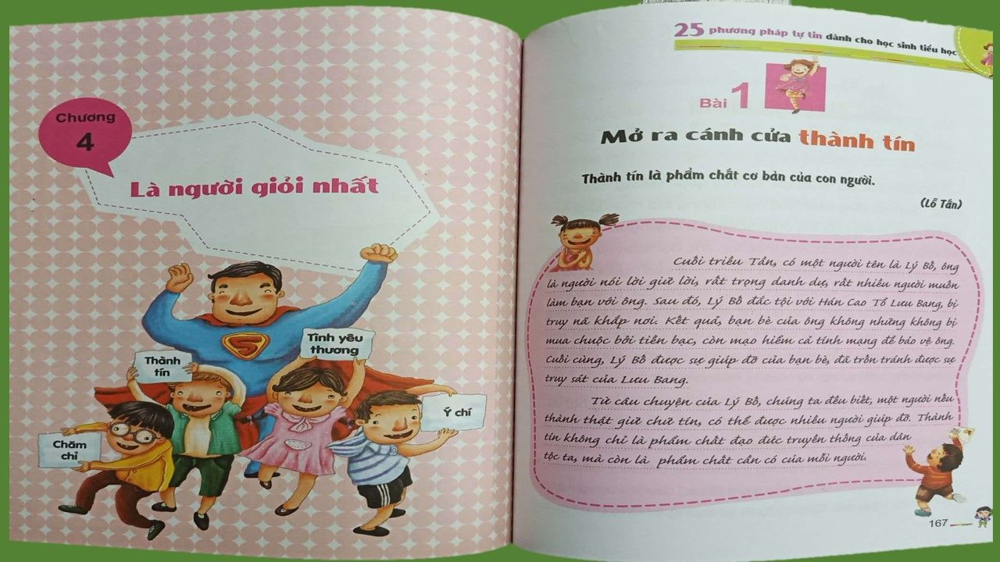 Chương
4
Là người giỏi nhất
Tình yêu
thương
Thành
tín
Ý chí
Chăm
chỉ
25 phương pháp tự tin dành cho học sinh tiểu học
Bài 1
Mở ra cánh cửa thành tín
Thành tín là phẩm chất cơ bản của con người.
(Lỗ Tấn)
Cuối triều Tần, có một người tên là Lý Bố, ông
là người nói lời giữ lời, rất trọng danh dự, rất nhiều người muốn
làm bạn với ông. Sau đó, Lý Bố đắc tội với Hán Cao Tổ Lưu Bang, bị
truy nã khắp nơi. Kết quả, bạn bè của ông không những không bị
mua chuộc bởi tiền bạc, còn mạo hiểm cả tính mạng để bảo vệ ông.
Cuối cùng, Lý Bố được sự giúp đỡ của bạn bè, đã trốn tránh được sự
truy sát của Lưu Bang.
Từ câu chuyện của Lý Bố, chúng ta đều biết, một người nếu
thành thật giữ chữ tín, có thể được nhiều người giúp đỡ. Thành
tín không chỉ là phẩm chất đạo đức truyền thống của dân
tộc ta, mà còn là phẩm chất cần có của mỗi người.
167